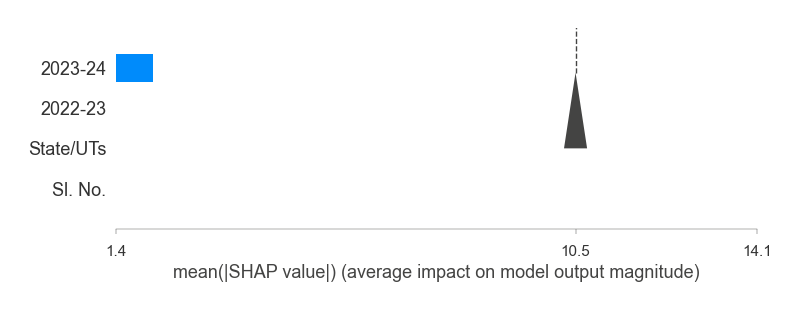 2023-24
2022-23
State/UTs
Sl. No.
1.4 10.5 14.1
mean(|SHAP value|) (average impact on model output magnitude)